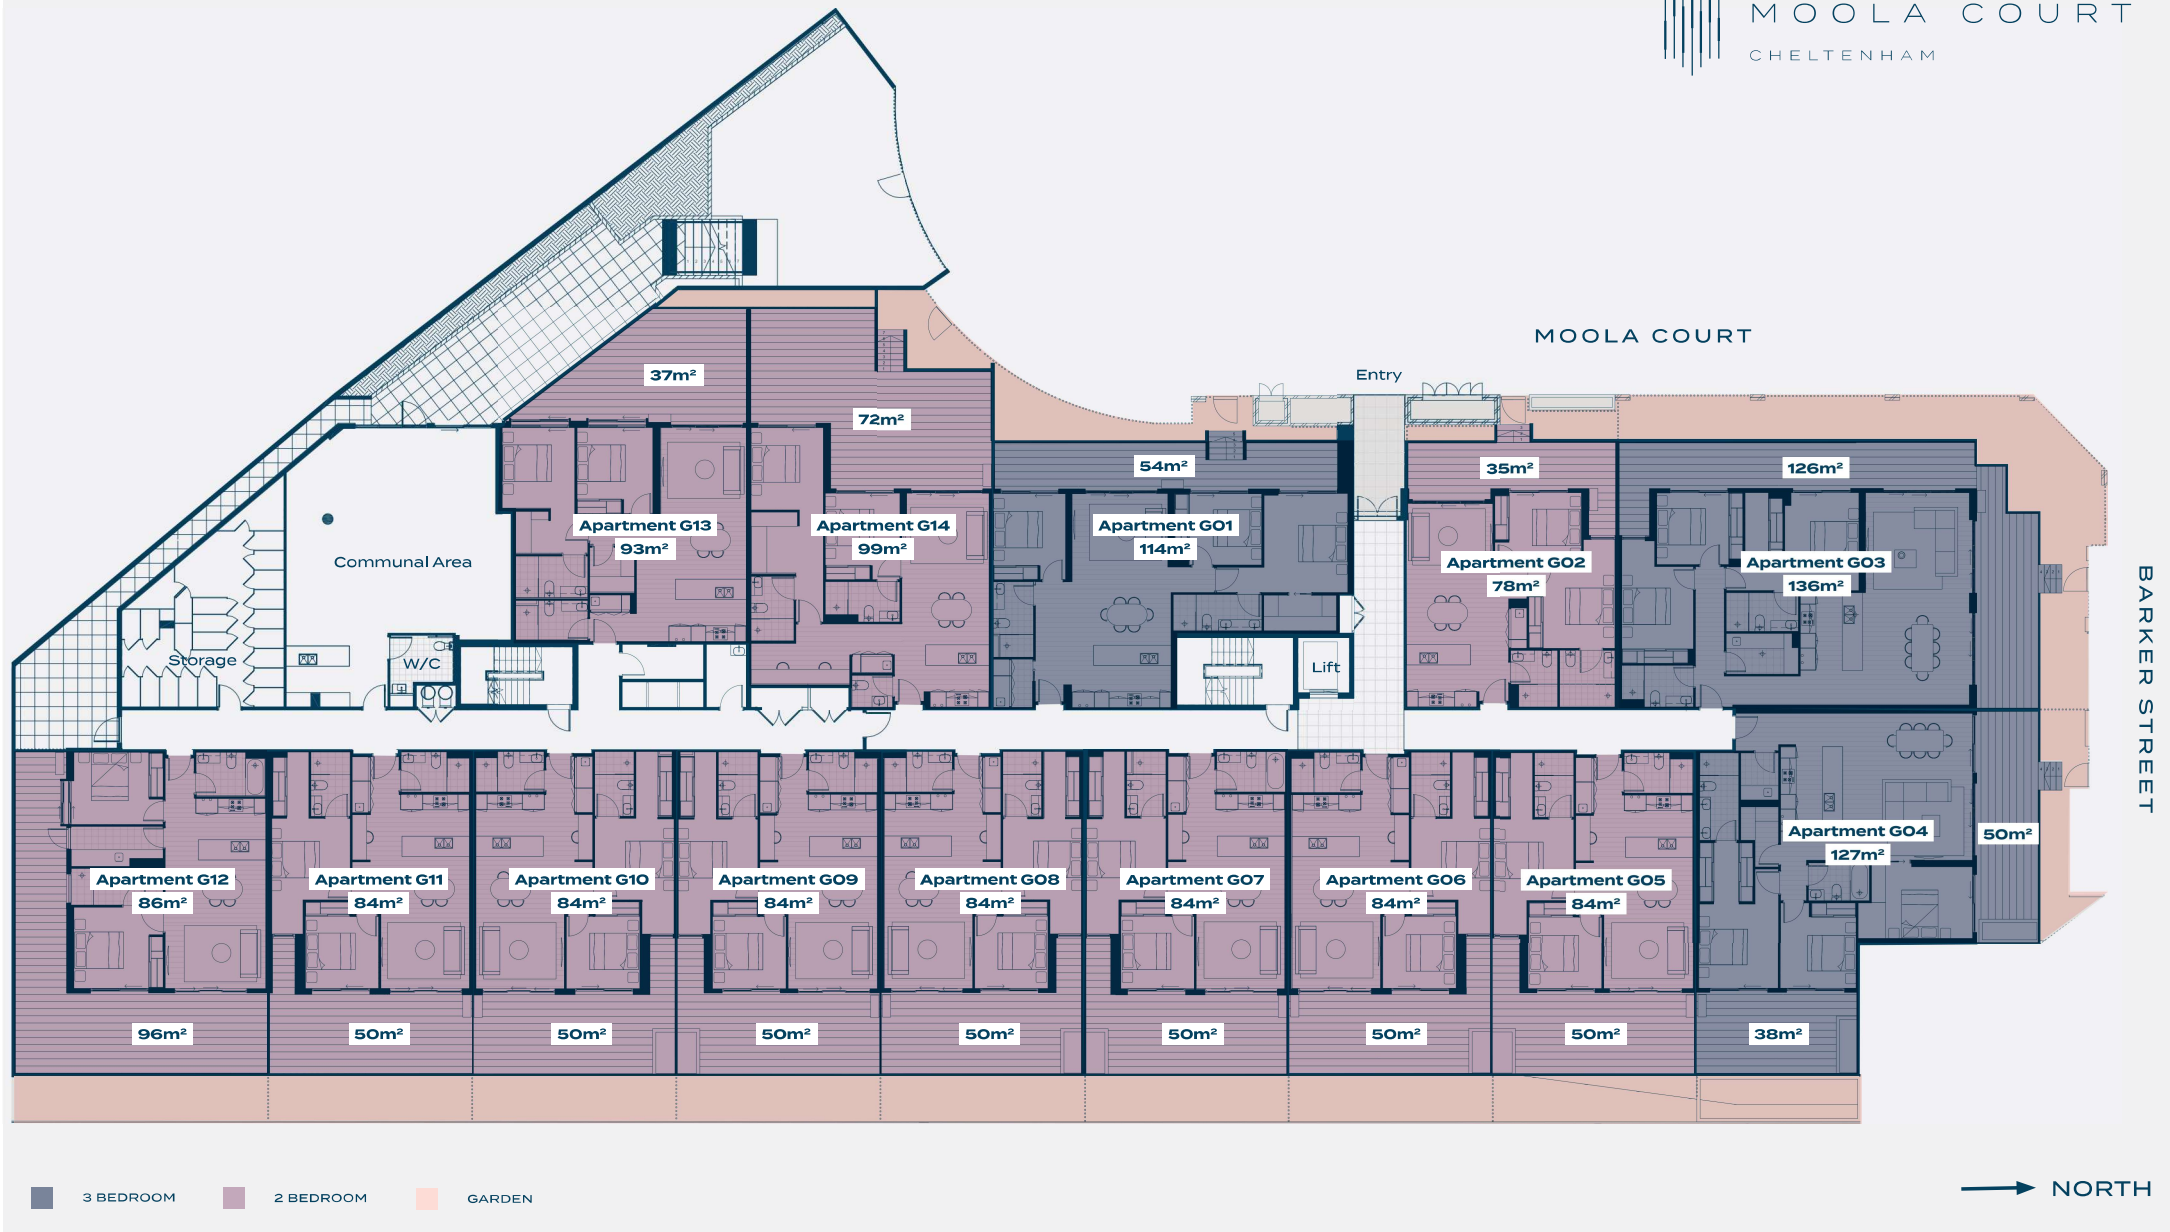 MOOLA COURT
CHELTENHAM
MOOLA COURT
Entry
37m²
72m²
54m²
35m²
126m²
Apartment G13
93m²
Apartment G14
99m²
Apartment G01
114m²
Apartment G02
78m²
Apartment G03
136m²
Communal Area
Storage
W/C
Lift
BARKER STREET
Apartment G04
127m²
50m²
Apartment G12
86m²
Apartment G11
84m²
Apartment G10
84m²
Apartment G09
84m²
Apartment G08
84m²
Apartment G07
84m²
Apartment G06
84m²
Apartment G05
84m²
96m²
50m²
50m²
50m²
50m²
50m²
50m²
50m²
38m²
3 BEDROOM
2 BEDROOM
GARDEN
NORTH